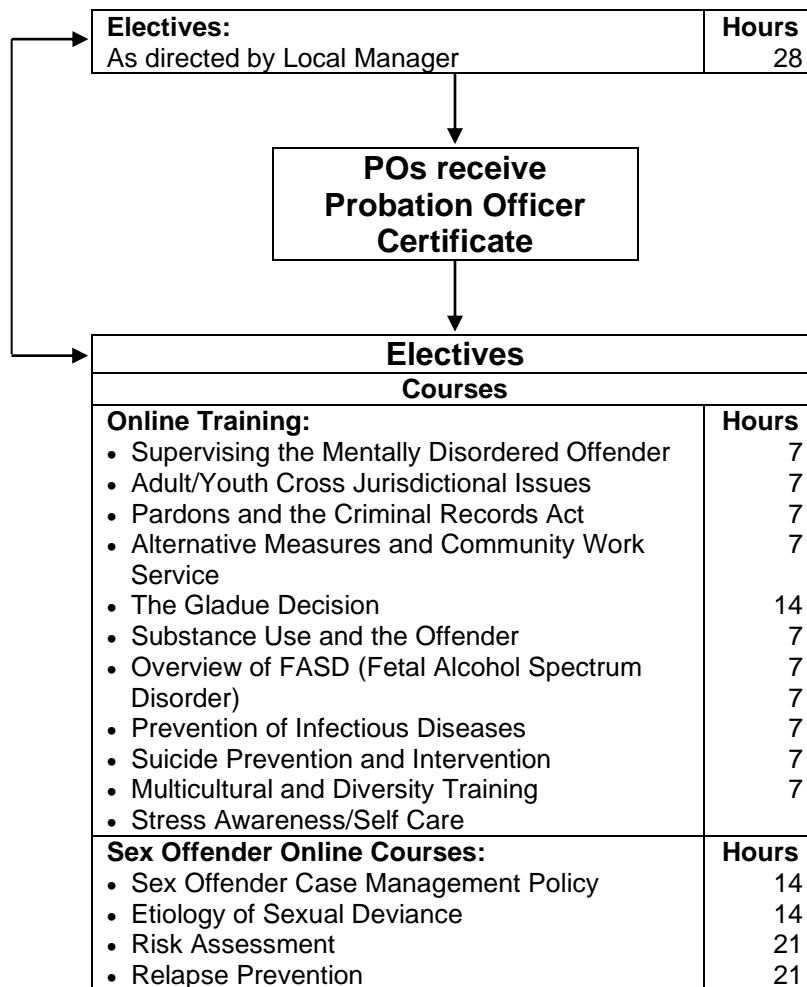 Electives: Hours
As directed by Local Manager 28
POs receive
Probation Officer
Certificate
Electives
Courses
Online Training: Hours
• Supervising the Mentally Disordered Offender 7
• Adult/Youth Cross Jurisdictional Issues 7
• Pardons and the Criminal Records Act 7
• Alternative Measures and Community Work 7
Service
• The Gladue Decision 14
• Substance Use and the Offender 7
• Overview of FASD (Fetal Alcohol Spectrum 7
Disorder) 7
• Prevention of Infectious Diseases 7
• Suicide Prevention and Intervention 7
• Multicultural and Diversity Training 7
• Stress Awareness/Self Care
Sex Offender Online Courses: Hours
• Sex Offender Case Management Policy 14
• Etiology of Sexual Deviance 14
• Risk Assessment 21
• Relapse Prevention 21